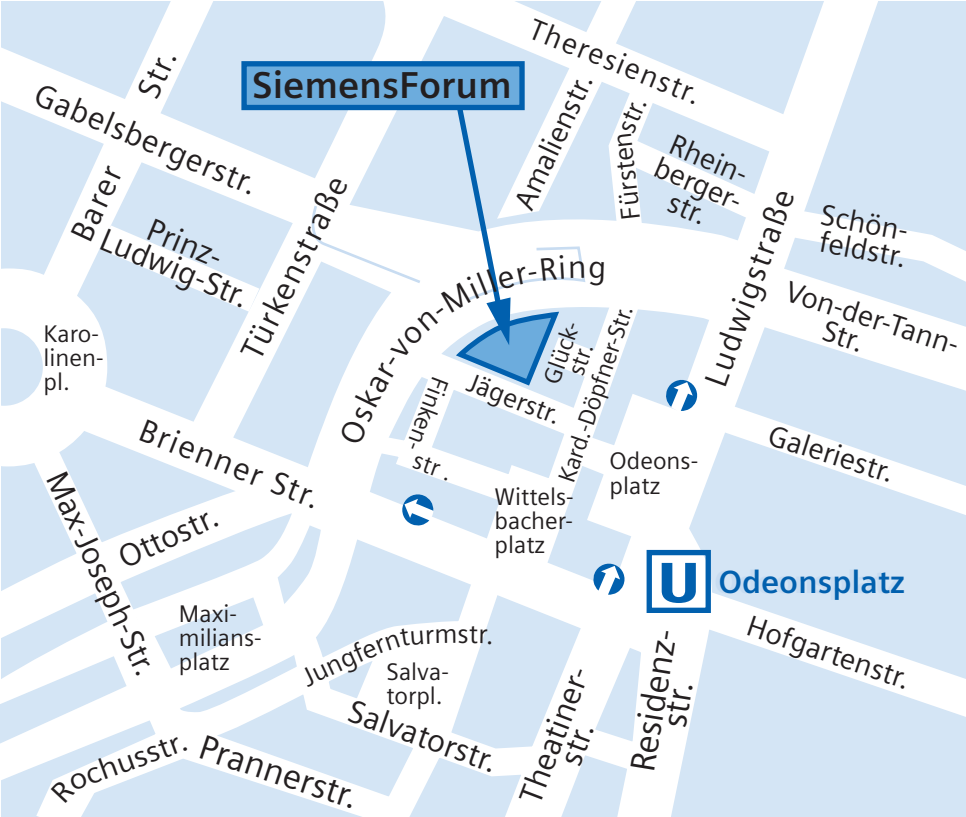 Theresienstr.
SiemensForum
Barer Str.
Gabelsbergerstr.
Amalienstr.
Fürstenstr.
Rhein-
berger-
str.
Schön-
feldstr.
Prinz-
Ludwig-Str.
Türkenstraße
Oskar-von-Miller-Ring
Ludwigstraße
Von-der-Tann-
Str.
Karo-
linen-
pl.
Glück-
str.
Kard.-Döpfner-Str.
Jägerstr.
Finken-
str.
Brienner Str.
Galeriestr.
Odeons-
platz
Wittels-
bacher-
platz
Max-Joseph-Str.
Ottostr.
U
Odeonsplatz
Maxi-
milians-
platz
Jungfernturmstr.
Hofgartenstr.
Salva-
torpl.
Salvatorstr.
Theatiner-
str.
Residenz-
str.
Rochusstr.
Prannerstr.